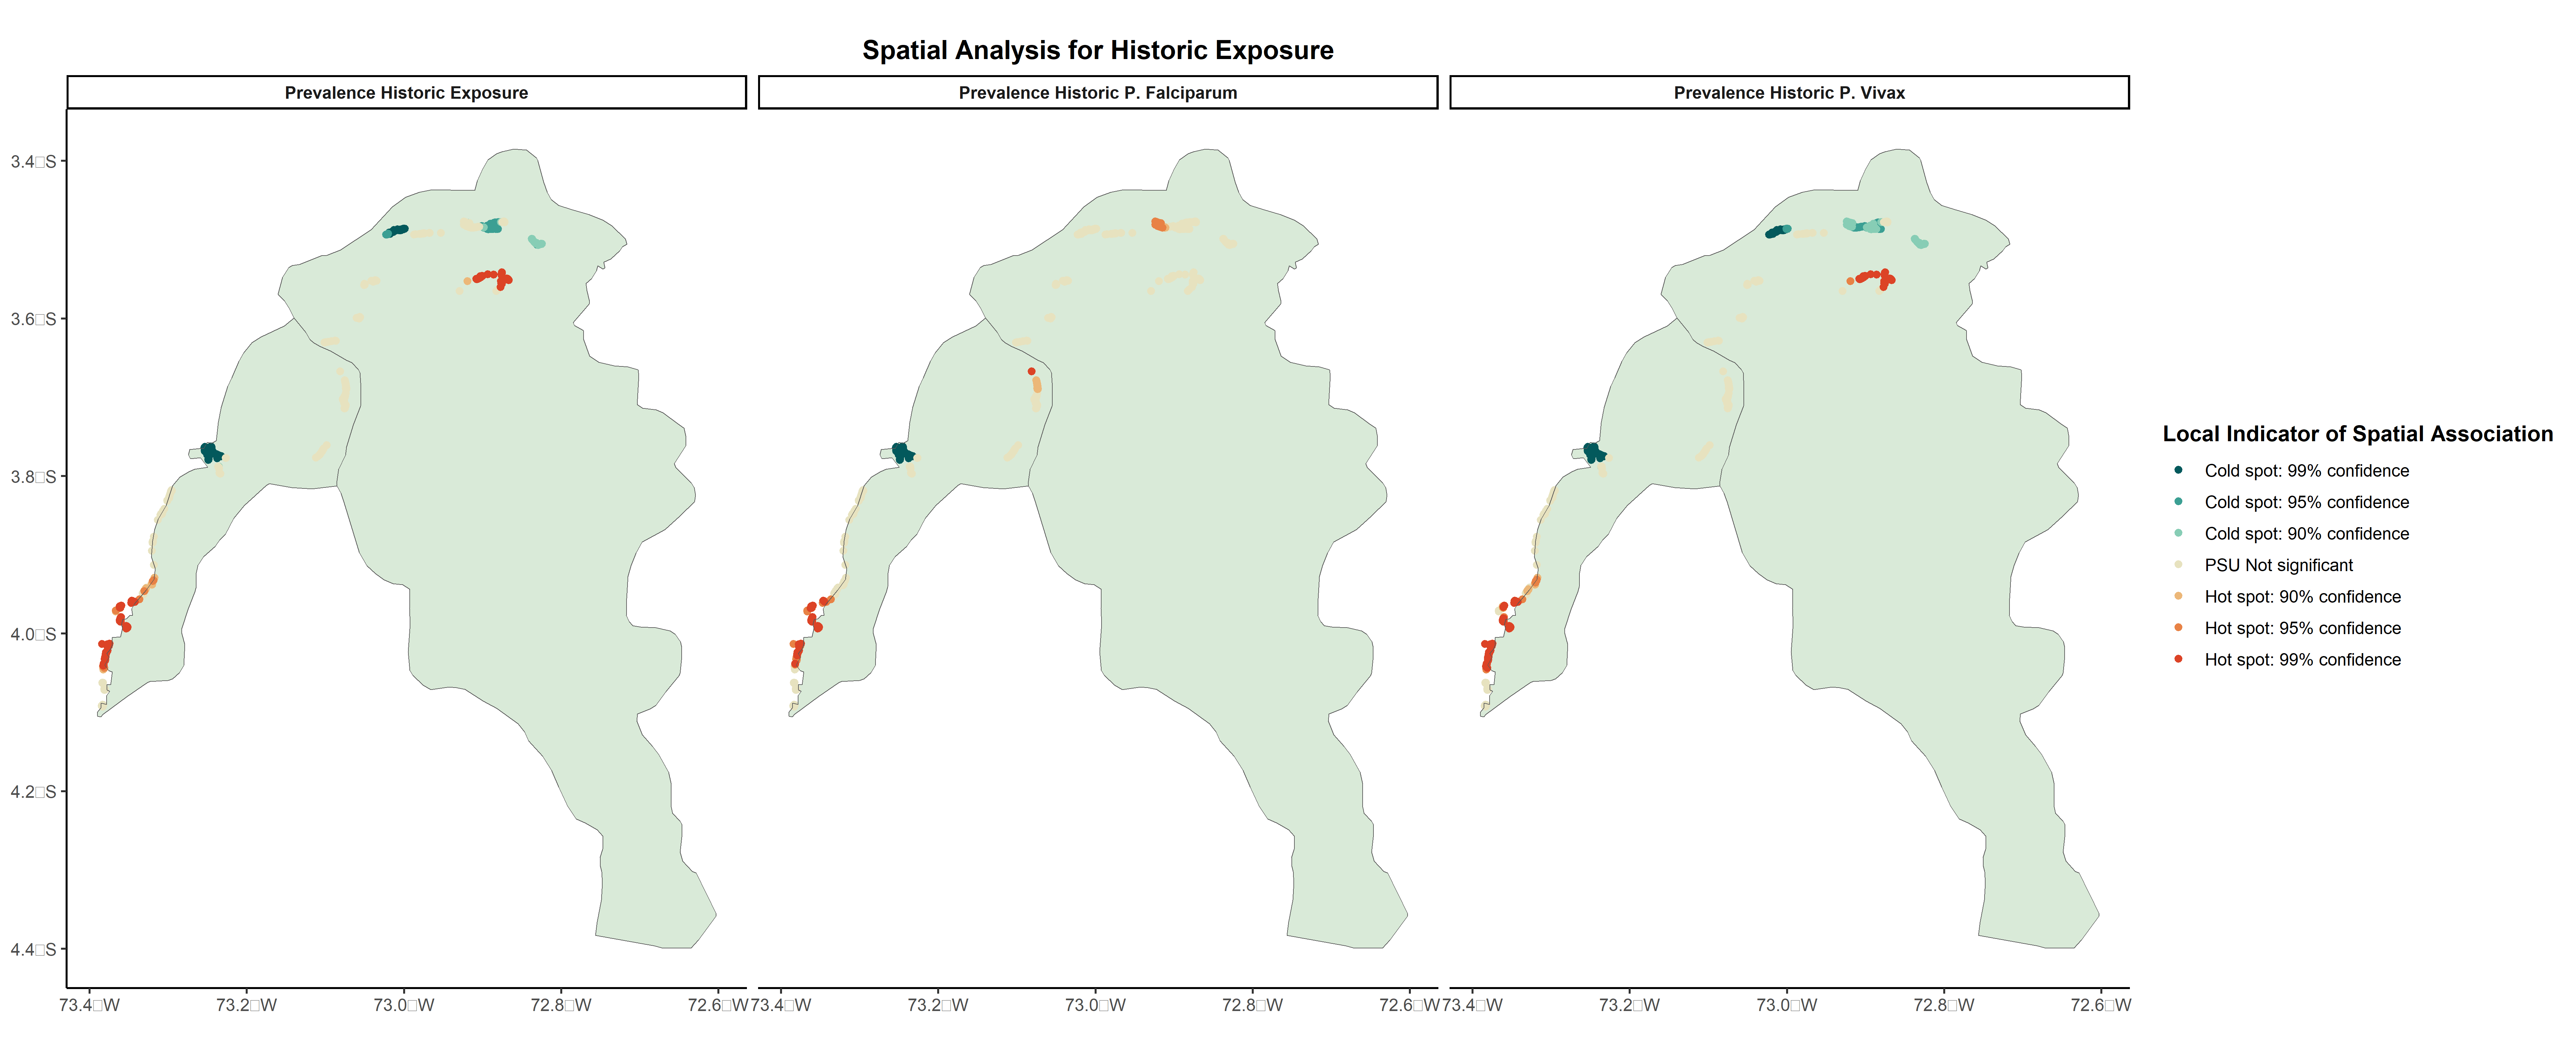 Spatial Analysis for Historic Exposure
Prevalence Historic Exposure
Prevalence Historic P. Falciparum
Prevalence Historic P. Vivax
3.4□S
3.6□S
3.8□S
4.0□S
4.2□S
4.4□S
73.4□W 73.2□W 73.0□W 72.8□W 72.6□W
73.4□W 73.2□W 73.0□W 72.8□W 72.6□W
73.4□W 73.2□W 73.0□W 72.8□W 72.6□W
Local Indicator of Spatial Association
Cold spot: 99% confidence
Cold spot: 95% confidence
Cold spot: 90% confidence
PSU Not significant
Hot spot: 90% confidence
Hot spot: 95% confidence
Hot spot: 99% confidence